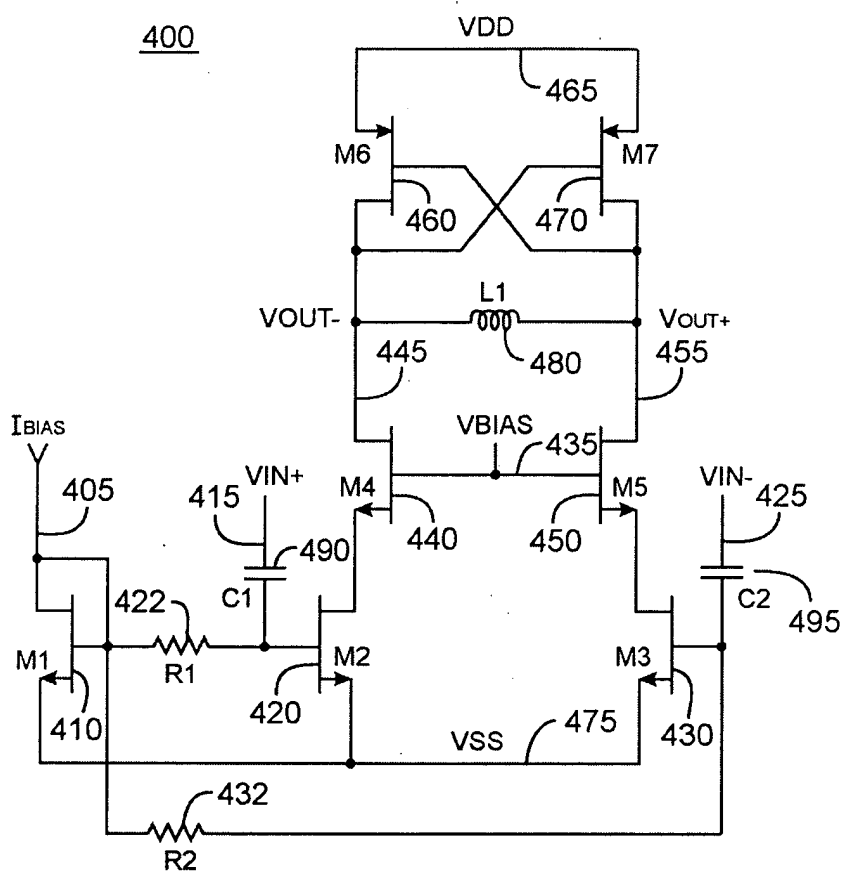 400
VDD
465
M6
M7
460
470
L1
VOUT-
VOUT+
480
445
455
IBIAS
VBIAS
435
405
VIN+
415
M4
M5
VIN-
425
490
440
450
422
C1
C2
495
M1
R1
M2
M3
410
420
VSS
475
430
432
R2